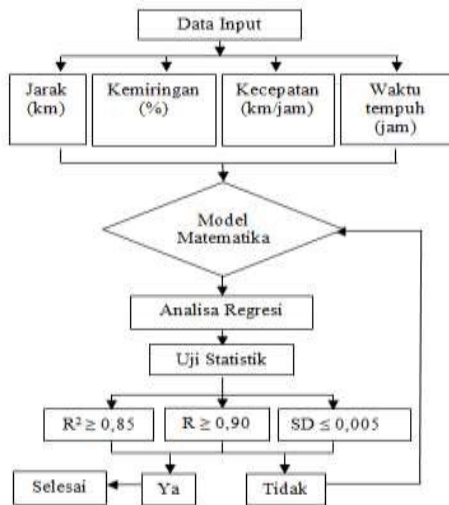 Data Input
Jarak
(km)
Kemiringan
(%)
Kecepatan
(km/jam)
Waktu
tempuh
(jam)
Model
Matematika
Analisa Regresi
Uji Statistik
R² ≥ 0,85
R ≥ 0,90
SD ≤ 0,005
Selesai
Ya
Tidak